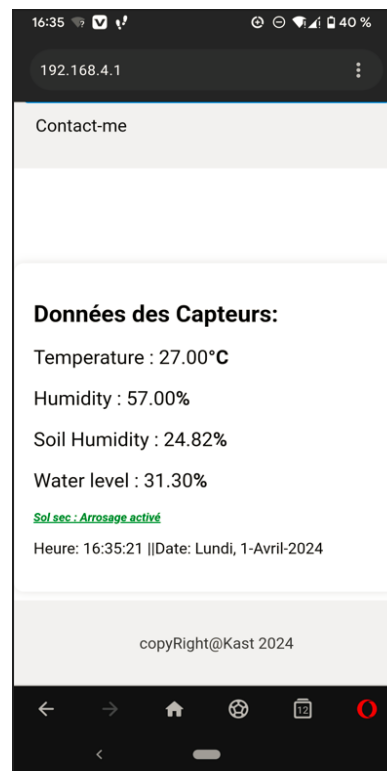 16:35 40 %
192.168.4.1
Contact-me
Données des Capteurs:
Temperature : 27.00°C
Humidity : 57.00%
Soil Humidity : 24.82%
Water level : 31.30%
Sol sec : Arrosage activé
Heure: 16:35:21 ||Date: Lundi, 1-Avril-2024
copyRight@Kast 2024
12